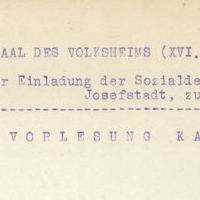 AAL DES VOLKSHEIMS (XVI.
r Einladung der Sozialde
Josefstadt, zu
VORLESUNG KA